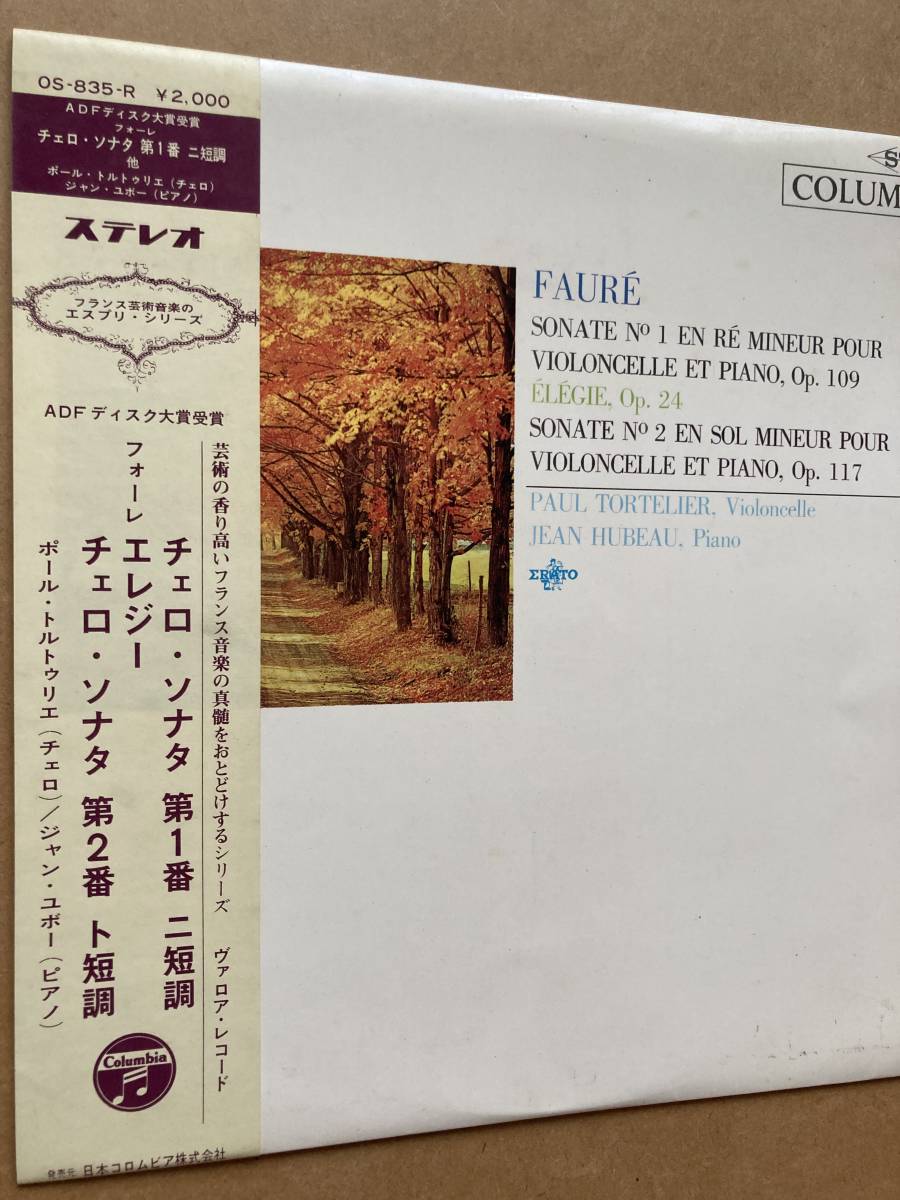 OS-835-R ¥2,000
ADFディスク大賞受賞
フォーレ
チェロ・ソナタ 第1番 ニ短調
他
ポール・トルトゥリエ(チェロ)
ジャン・ユボー(ピアノ)
ステレオ
フランス芸術音楽の
エスプリ・シリーズ
ADFディスク大賞受賞
芸術の香り高いフランス音楽の真髄をおとどけするシリーズ ヴァロア・レコード
チェロ・ソナタ 第1番 ニ短調
フォーレ エレジー
チェロ・ソナタ 第2番 ト短調
ポール・トルトゥリエ(チェロ)/ジャン・ユボー(ピアノ)
Columbia
発売元 日本コロムビア株式会社
COLUM
FAURÉ
SONATE Nº 1 EN RÉ MINEUR POUR
VIOLONCELLE ET PIANO, Op. 109
ÉLÉGIE, Op. 24
SONATE Nº 2 EN SOL MINEUR POUR
VIOLONCELLE ET PIANO, Op. 117
PAUL TORTELIER, Violoncelle
JEAN HUBEAU, Piano
ΣRATO